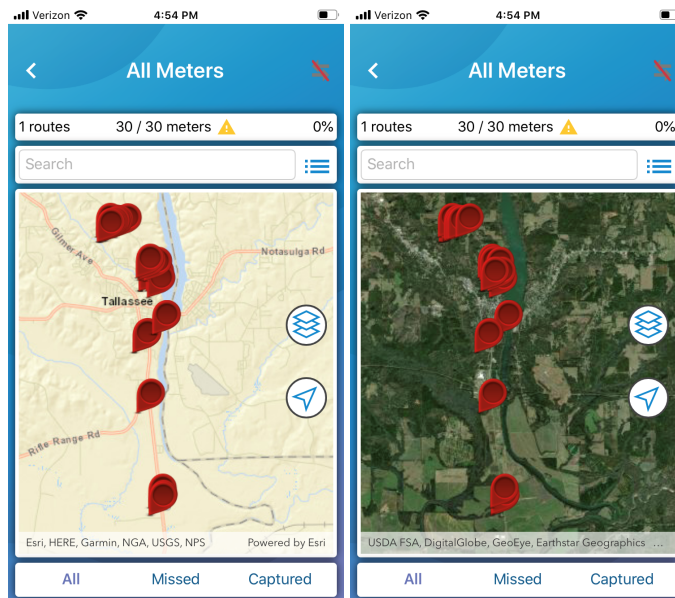 Verizon 4:54 PM
All Meters
1 routes 30 / 30 meters 0%
Search
Gilmer Ave
Notasulga Rd
Tallassee
Rifle Range Rd
Esri, HERE, Garmin, NGA, USGS, NPS Powered by Esri
All Missed Captured
Verizon 4:54 PM
All Meters
1 routes 30 / 30 meters 0%
Search
USDA FSA, DigitalGlobe, GeoEye, Earthstar Geographics ...
All Missed Captured